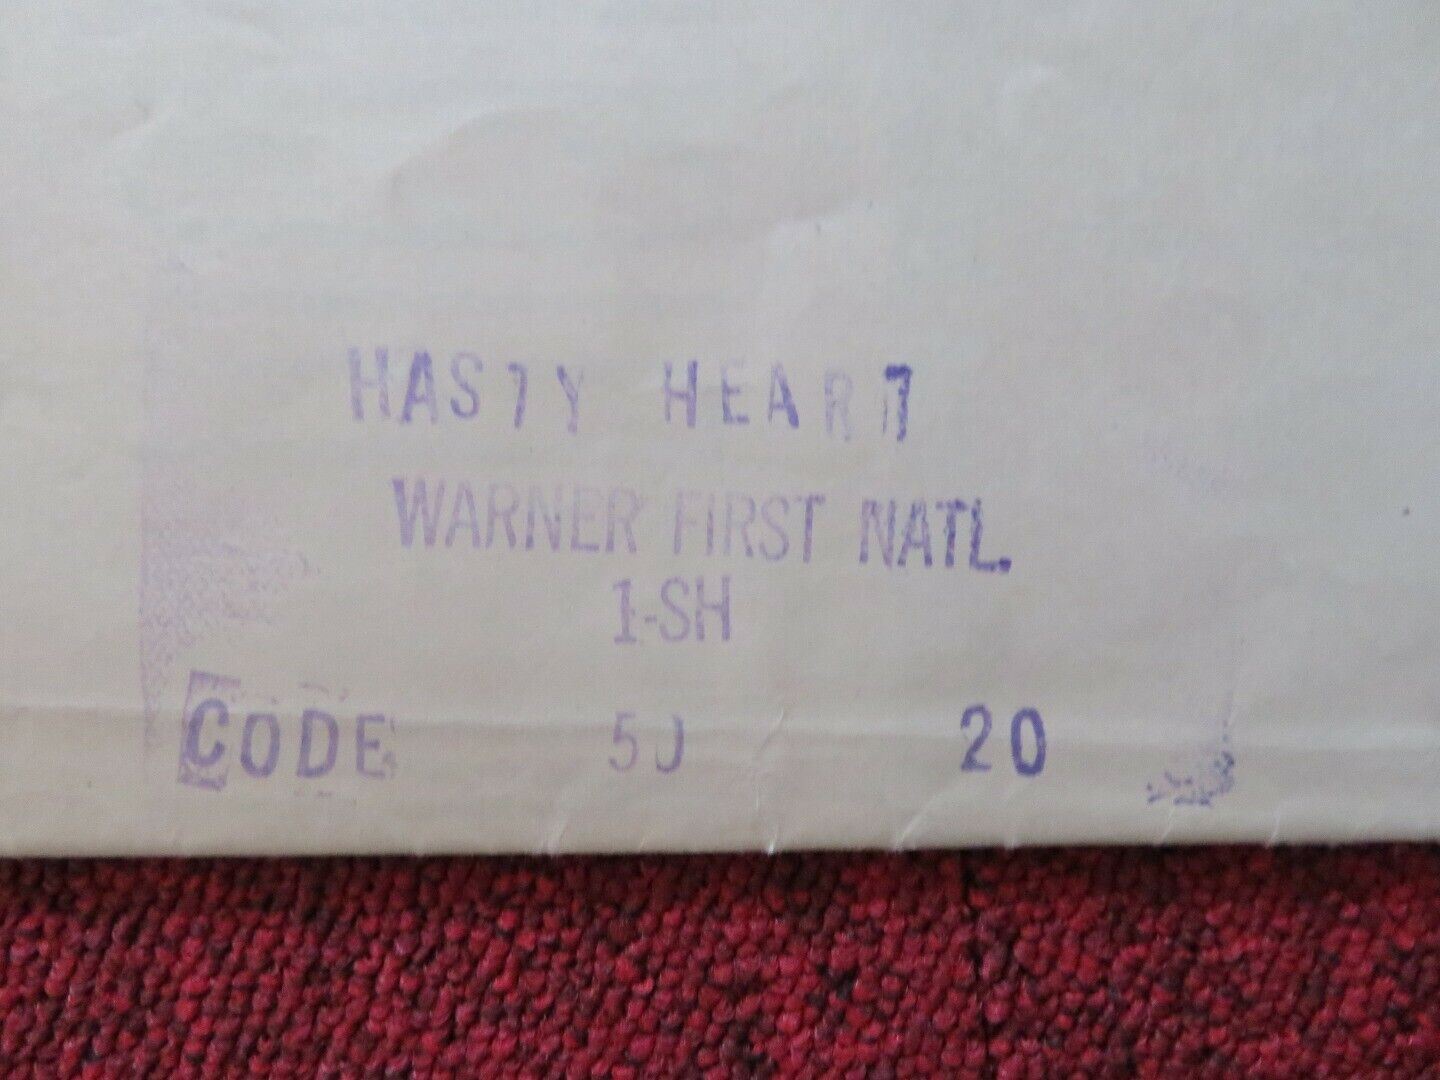 HASTY HEART
WARNER FIRST NATL.
1-SH
CODE 50 20